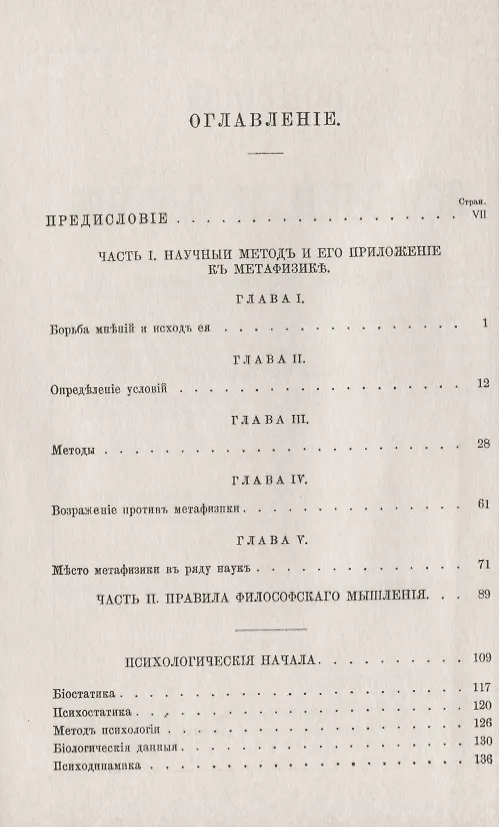 ОГЛАВЛЕНІЕ.
Стран.
ПРЕДИСЛОВІЕ . . . . . . . . . . . . . . . . VII
ЧАСТЬ I. НАУЧНЫЙ МЕТОДЪ И ЕГО ПРИЛОЖЕНІЕ
КЪ МЕТАФИЗИКѢ.
ГЛАВА I.
Борьба мнѣній и исходъ ея . . . . . . . . . . . . . 1
ГЛАВА II.
Опредѣленіе условій . . . . . . . . . . . . . . . . 12
ГЛАВА III.
Методы . . . . . . . . . . . . . . . . . . . . 28
ГЛАВА IV.
Возраженіе противъ метафизики . . . . . . . . . . . . 61
ГЛАВА V.
Мѣсто метафизики въ ряду наукъ . . . . . . . . . . . . 71
ЧАСТЬ II. ПРАВИЛА ФИЛОСОФСКАГО МЫШЛЕНІЯ. . . 89
ПСИХОЛОГИЧЕСКІЯ НАЧАЛА. . . . . . . . . 109
Біостатика . . . . . . . . . . . . . . . . . . . 117
Психостатика . . . . . . . . . . . . . . . . . . 120
Методъ психологіи . . . . . . . . . . . . . . . . 126
Біологическія данныя . . . . . . . . . . . . . . . 130
Психодинамика . . . . . . . . . . . . . . . . . 136